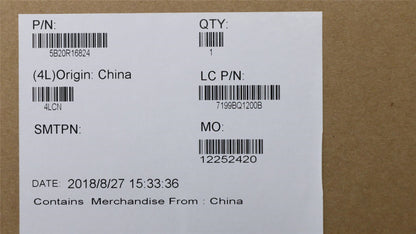 P/N: QTY:
5B20R16824 1
(4L)Origin: China LC P/N:
4LCN 7199BQ1200B
SMTPN: MO:
12252420
DATE: 2018/8/27 15:33:36
Contains Merchandise From : China